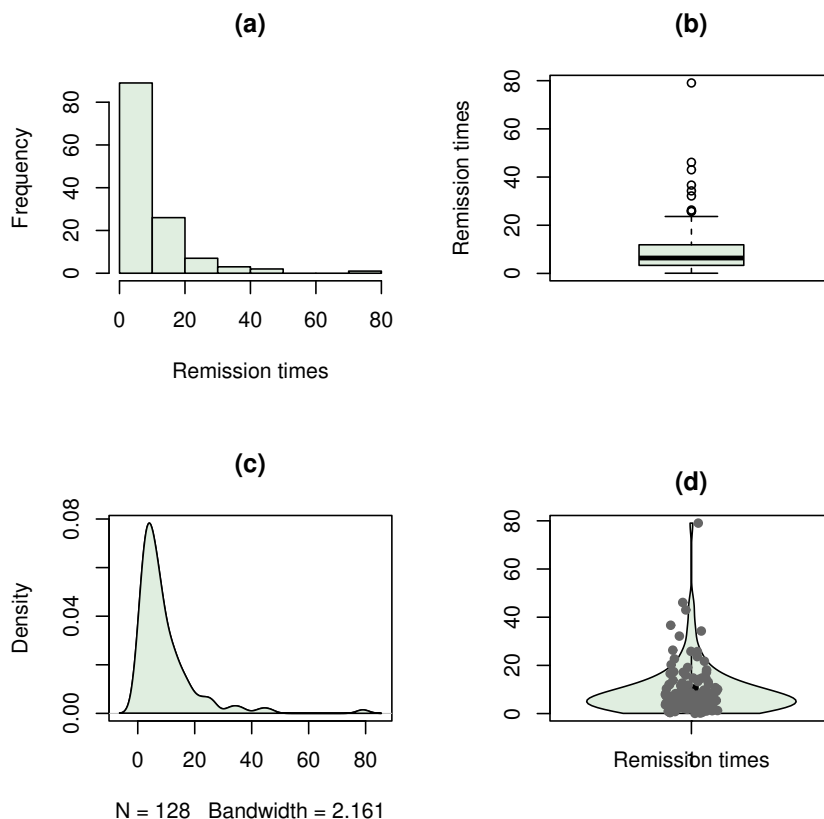 (a)
Frequency
0 20 40 60 80
0 20 40 60 80
Remission times
(b)
Remission times
0 20 40 60 80
(c)
Density
0.00 0.04 0.08
0 20 40 60 80
N = 128 Bandwidth = 2.161
(d)
0 20 40 60 80
1
Remission times